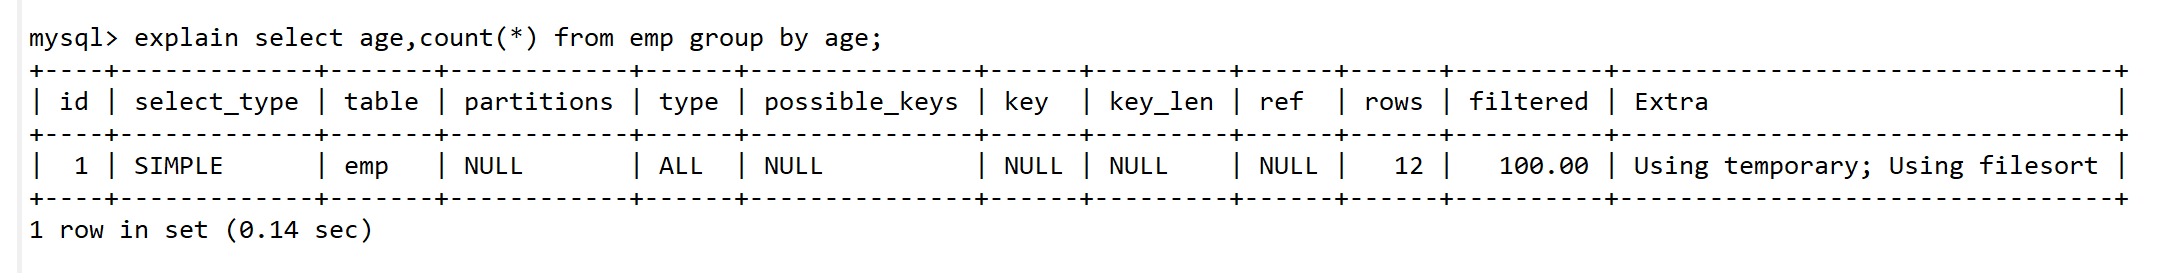 mysql> explain select age,count(*) from emp group by age;
+----+-------------+-------+------------+------+---------------+------+---------+------+------+----------+---------------------------------+
| id | select_type | table | partitions | type | possible_keys | key  | key_len | ref  | rows | filtered | Extra                           |
+----+-------------+-------+------------+------+---------------+------+---------+------+------+----------+---------------------------------+
|  1 | SIMPLE      | emp   | NULL       | ALL  | NULL          | NULL | NULL    | NULL |   12 |   100.00 | Using temporary; Using filesort |
+----+-------------+-------+------------+------+---------------+------+---------+------+------+----------+---------------------------------+
1 row in set (0.14 sec)